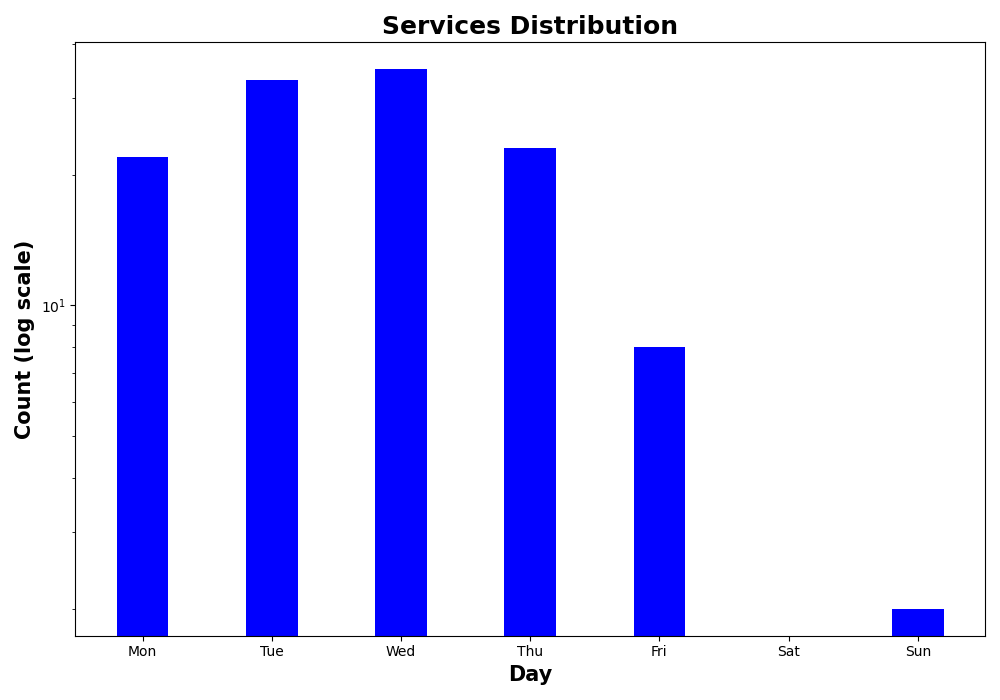 Services Distribution
Count (log scale)
10¹
Mon Tue Wed Thu Fri Sat Sun
Day